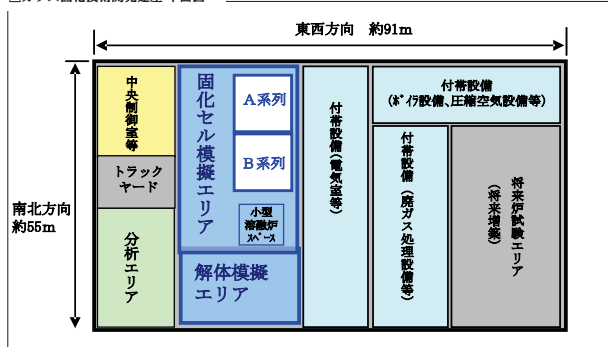 東西方向 約91m
南北方向
約55m
中央制御室等
トラック
ヤード
分析エリア
固化セル模擬エリア
A系列
B系列
小型
溶融炉
スペース
解体模擬
エリア
付帯設備(電気室等)
付帯設備
(ボイラ設備、圧縮空気設備等)
付帯設備(廃ガス処理設備等)
将来炉試験エリア
(将来増築)